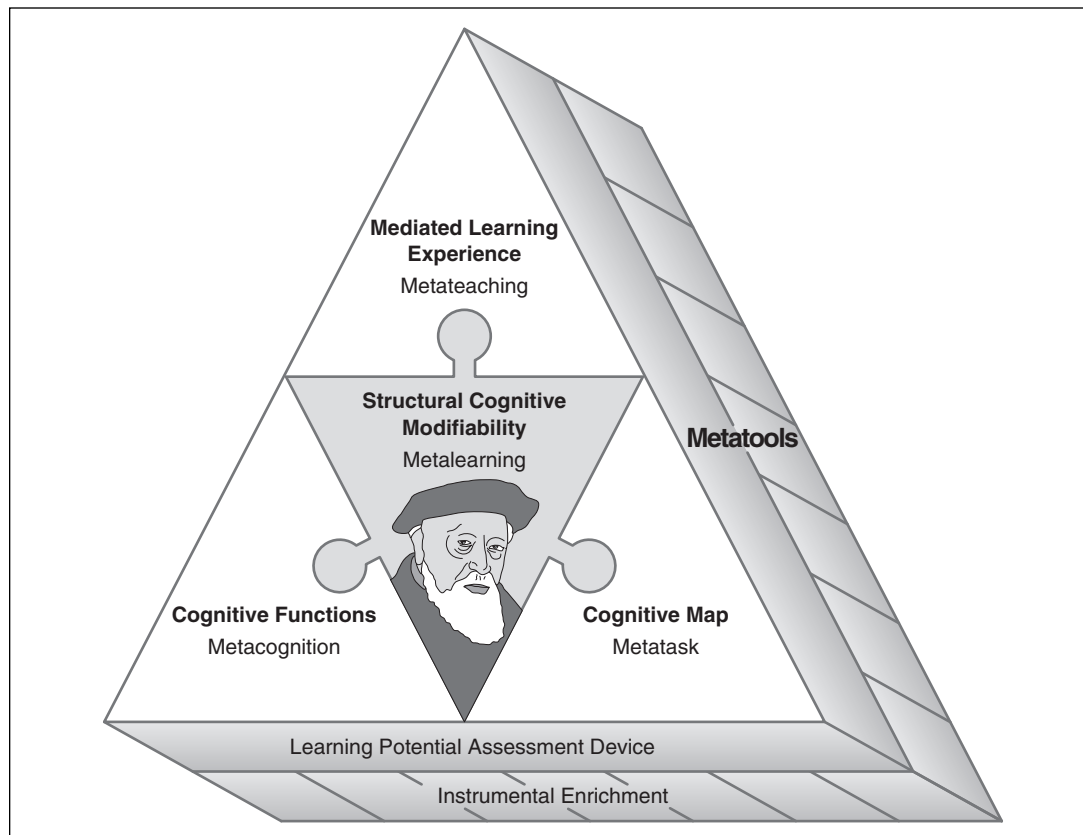 Mediated Learning
Experience
Metateaching
Structural Cognitive
Modifiability
Metalearning
Metatools
Cognitive Functions
Metacognition
Cognitive Map
Metatask
Learning Potential Assessment Device
Instrumental Enrichment